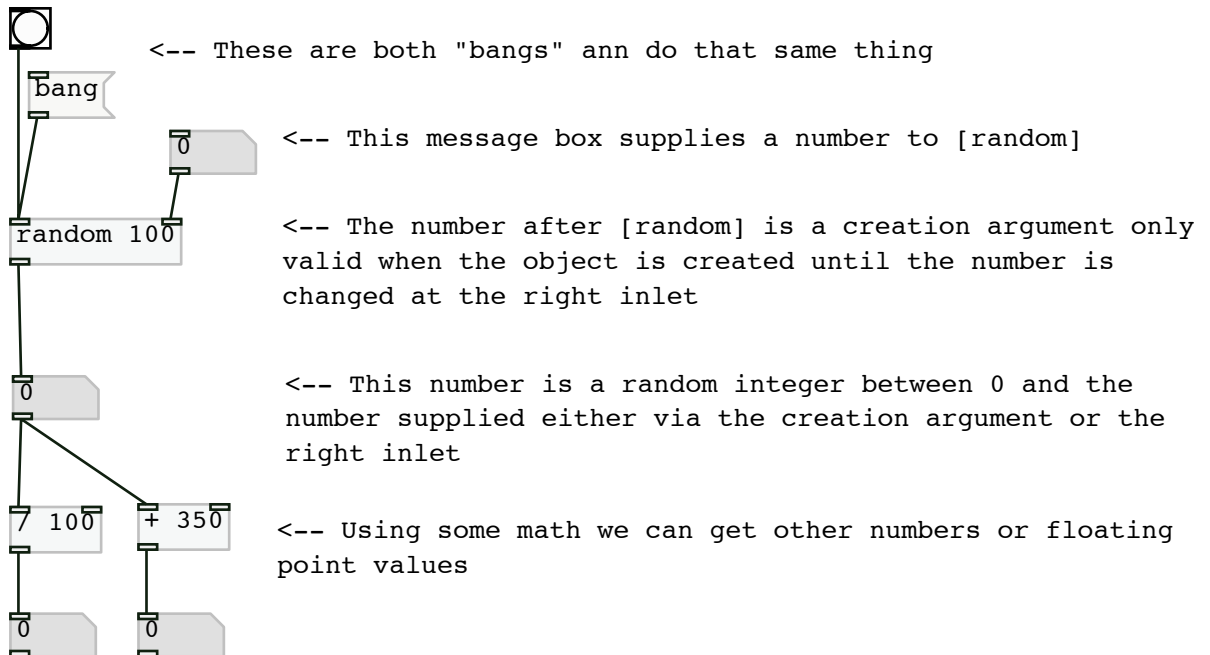 <-- These are both "bangs" ann do that same thing
bang
0
<-- This message box supplies a number to [random]
random 100
<-- The number after [random] is a creation argument only
valid when the object is created until the number is
changed at the right inlet
0
<-- This number is a random integer between 0 and the
number supplied either via the creation argument or the
right inlet
/ 100
+ 350
<-- Using some math we can get other numbers or floating
point values
0
0